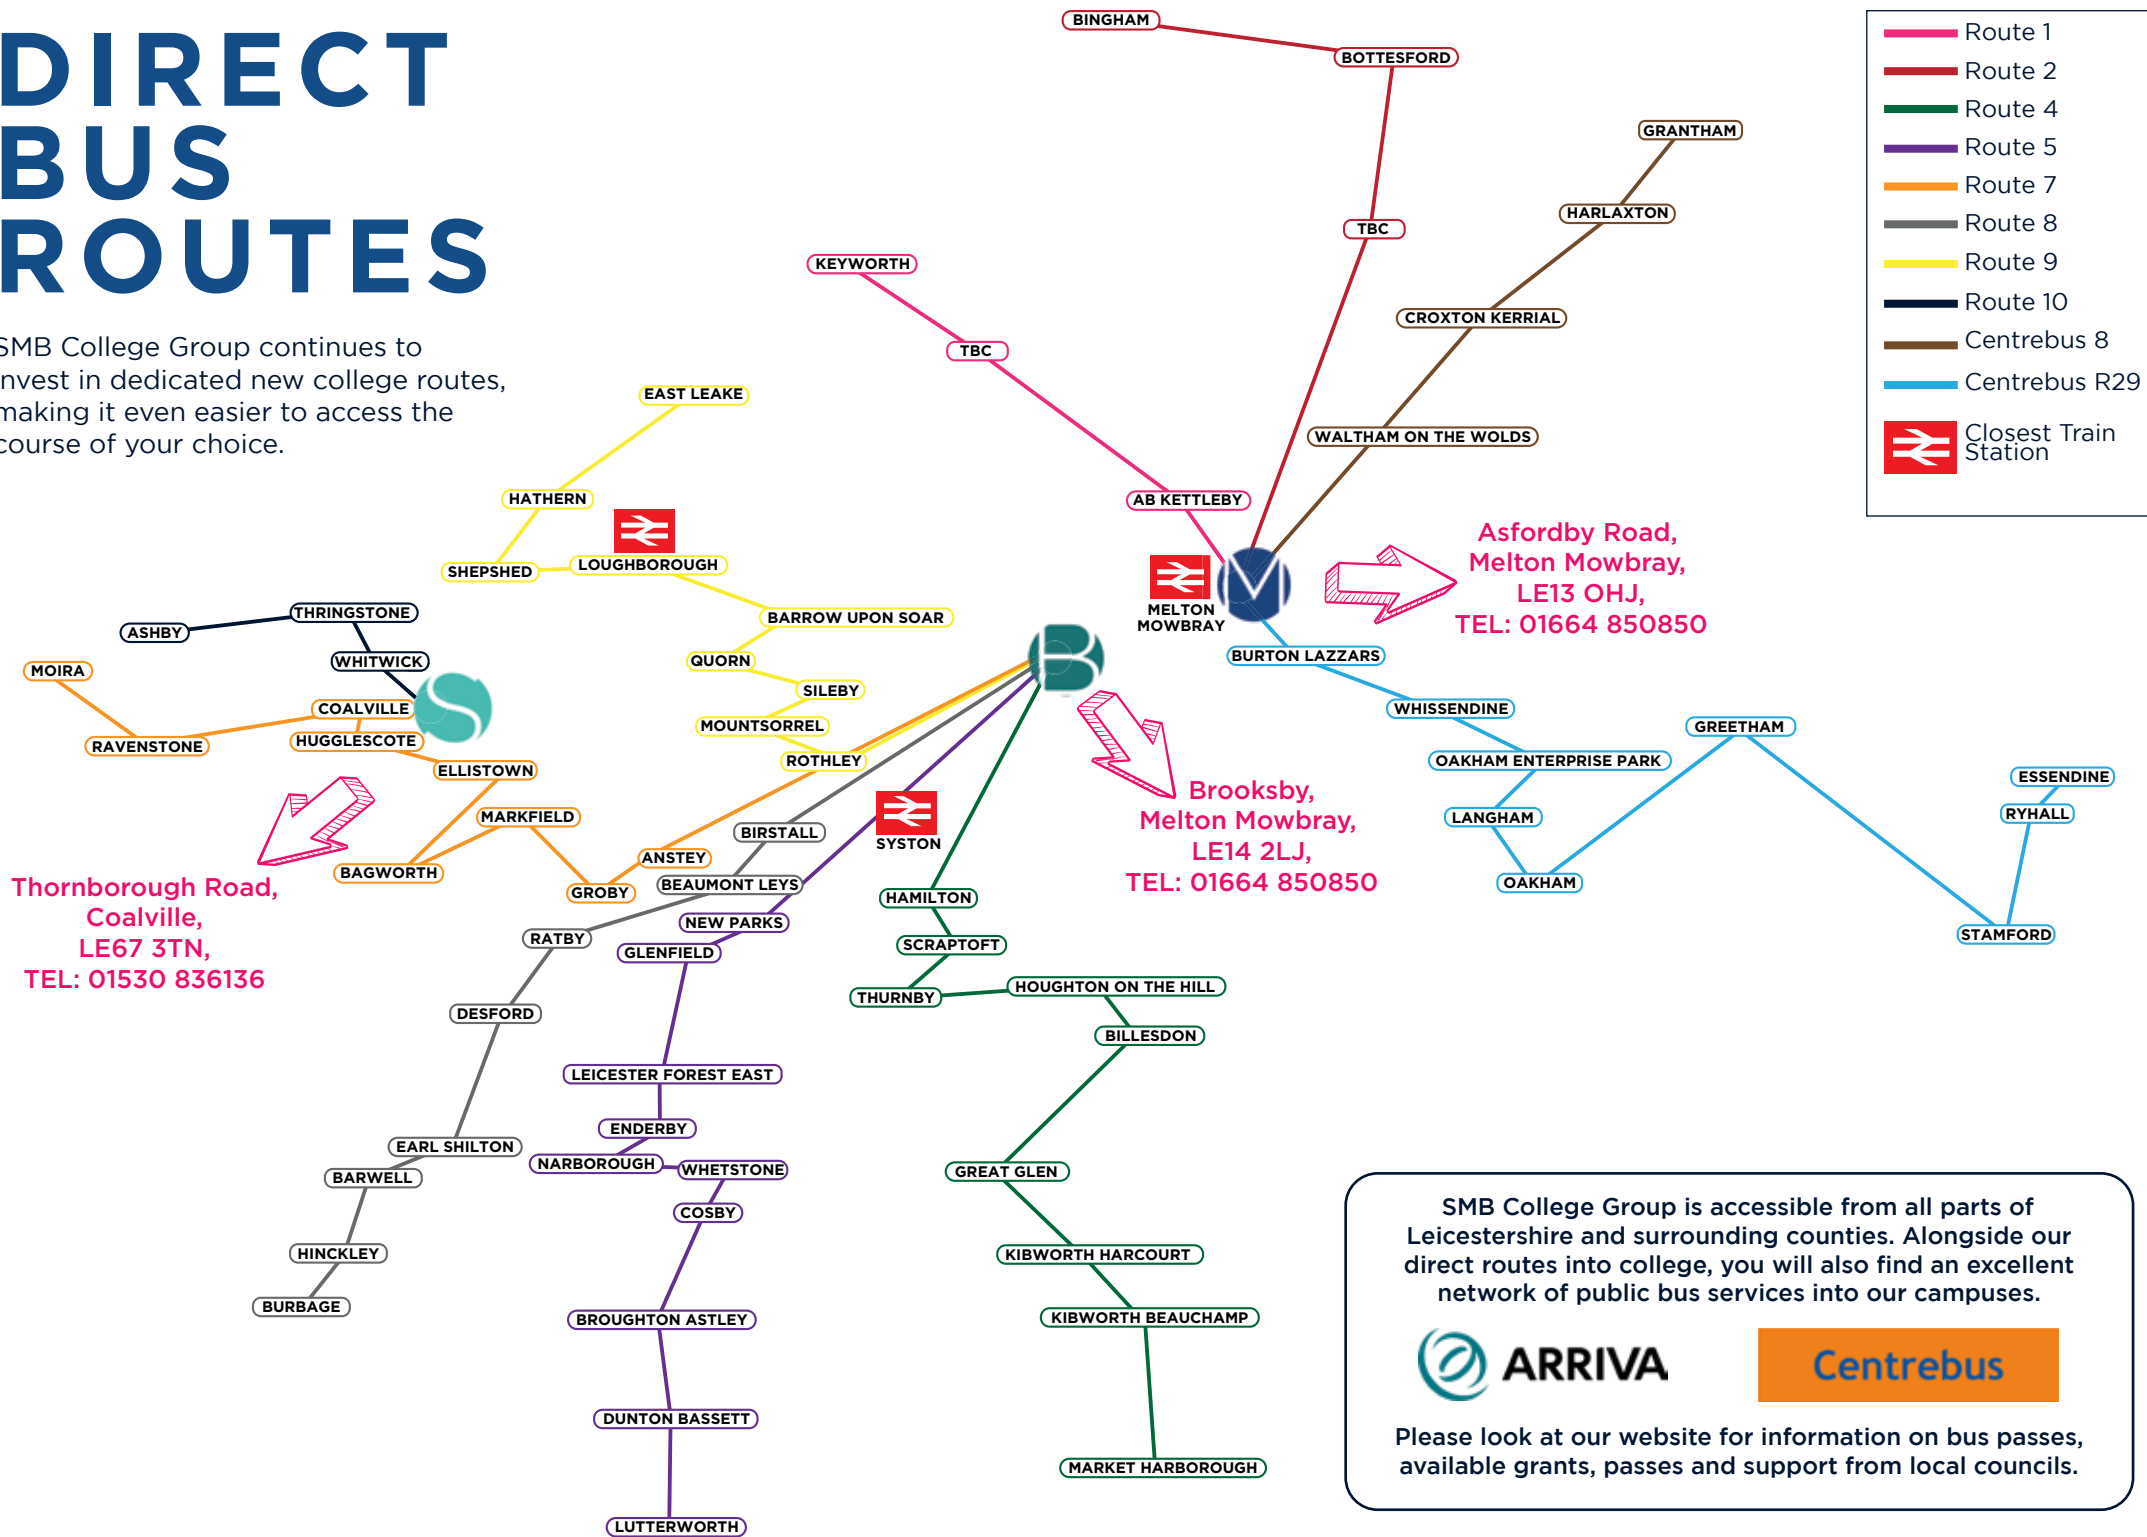 DIRECT
BUS
ROUTES
SMB College Group continues to
invest in dedicated new college routes,
making it even easier to access the
course of your choice.
Route 1
Route 2
Route 4
Route 5
Route 7
Route 8
Route 9
Route 10
Centrebus 8
Centrebus R29
Closest Train
Station
BINGHAM
BOTTESFORD
TBC
GRANTHAM
HARLAXTON
CROXTON KERRIAL
WALTHAM ON THE WOLDS
KEYWORTH
TBC
AB KETTLEBY
EAST LEAKE
HATHERN
SHEPSHED
LOUGHBOROUGH
BARROW UPON SOAR
QUORN
SILEBY
MOUNTSORREL
ROTHLEY
M
MELTON
MOWBRAY
Asfordby Road,
Melton Mowbray,
LE13 OHJ,
TEL: 01664 850850
THRINGSTONE
ASHBY
WHITWICK
MOIRA
COALVILLE
S
RAVENSTONE
HUGGLESCOTE
ELLISTOWN
MARKFIELD
BAGWORTH
GROBY
ANSTEY
B
BURTON LAZZARS
WHISSENDINE
OAKHAM ENTERPRISE PARK
LANGHAM
OAKHAM
GREETHAM
ESSENDINE
RYHALL
STAMFORD
Brooksby,
Melton Mowbray,
LE14 2LJ,
TEL: 01664 850850
Thornborough Road,
Coalville,
LE67 3TN,
TEL: 01530 836136
BIRSTALL
SYSTON
BEAUMONT LEYS
NEW PARKS
GLENFIELD
RATBY
DESFORD
EARL SHILTON
BARWELL
HINCKLEY
BURBAGE
LEICESTER FOREST EAST
ENDERBY
NARBOROUGH
WHETSTONE
COSBY
BROUGHTON ASTLEY
DUNTON BASSETT
LUTTERWORTH
HAMILTON
SCRAPTOFT
THURNBY
HOUGHTON ON THE HILL
BILLESDON
GREAT GLEN
KIBWORTH HARCOURT
KIBWORTH BEAUCHAMP
MARKET HARBOROUGH
SMB College Group is accessible from all parts of
Leicestershire and surrounding counties. Alongside our
direct routes into college, you will also find an excellent
network of public bus services into our campuses.
ARRIVA
Centrebus
Please look at our website for information on bus passes,
available grants, passes and support from local councils.